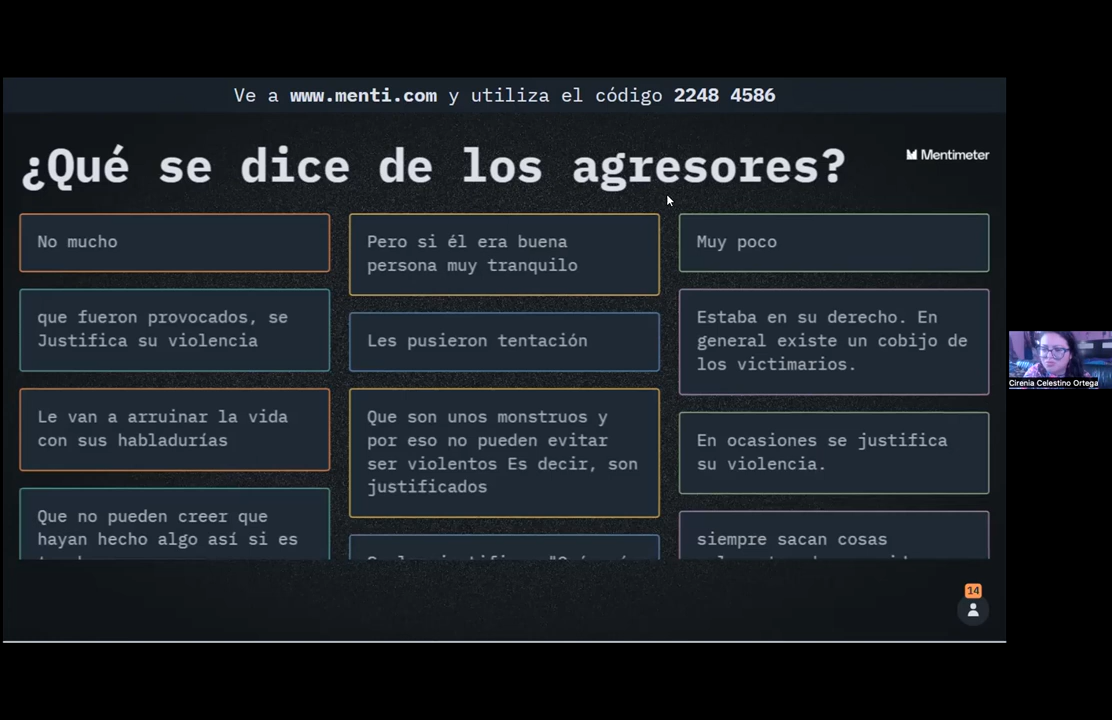 Ve a www.menti.com y utiliza el código 2248 4586
¿Qué se dice de los agresores?
Mentimeter
No mucho
que fueron provocados, se
Justifica su violencia
Le van a arruinar la vida
con sus habladurías
Que no pueden creer que
hayan hecho algo así si es
Pero si él era buena
persona muy tranquilo
Les pusieron tentación
Que son unos monstruos y
por eso no pueden evitar
ser violentos Es decir, son
justificados
Muy poco
Estaba en su derecho. En
general existe un cobijo de
los victimarios.
En ocasiones se justifica
su violencia.
siempre sacan cosas
14
Cirenia Celestino Ortega